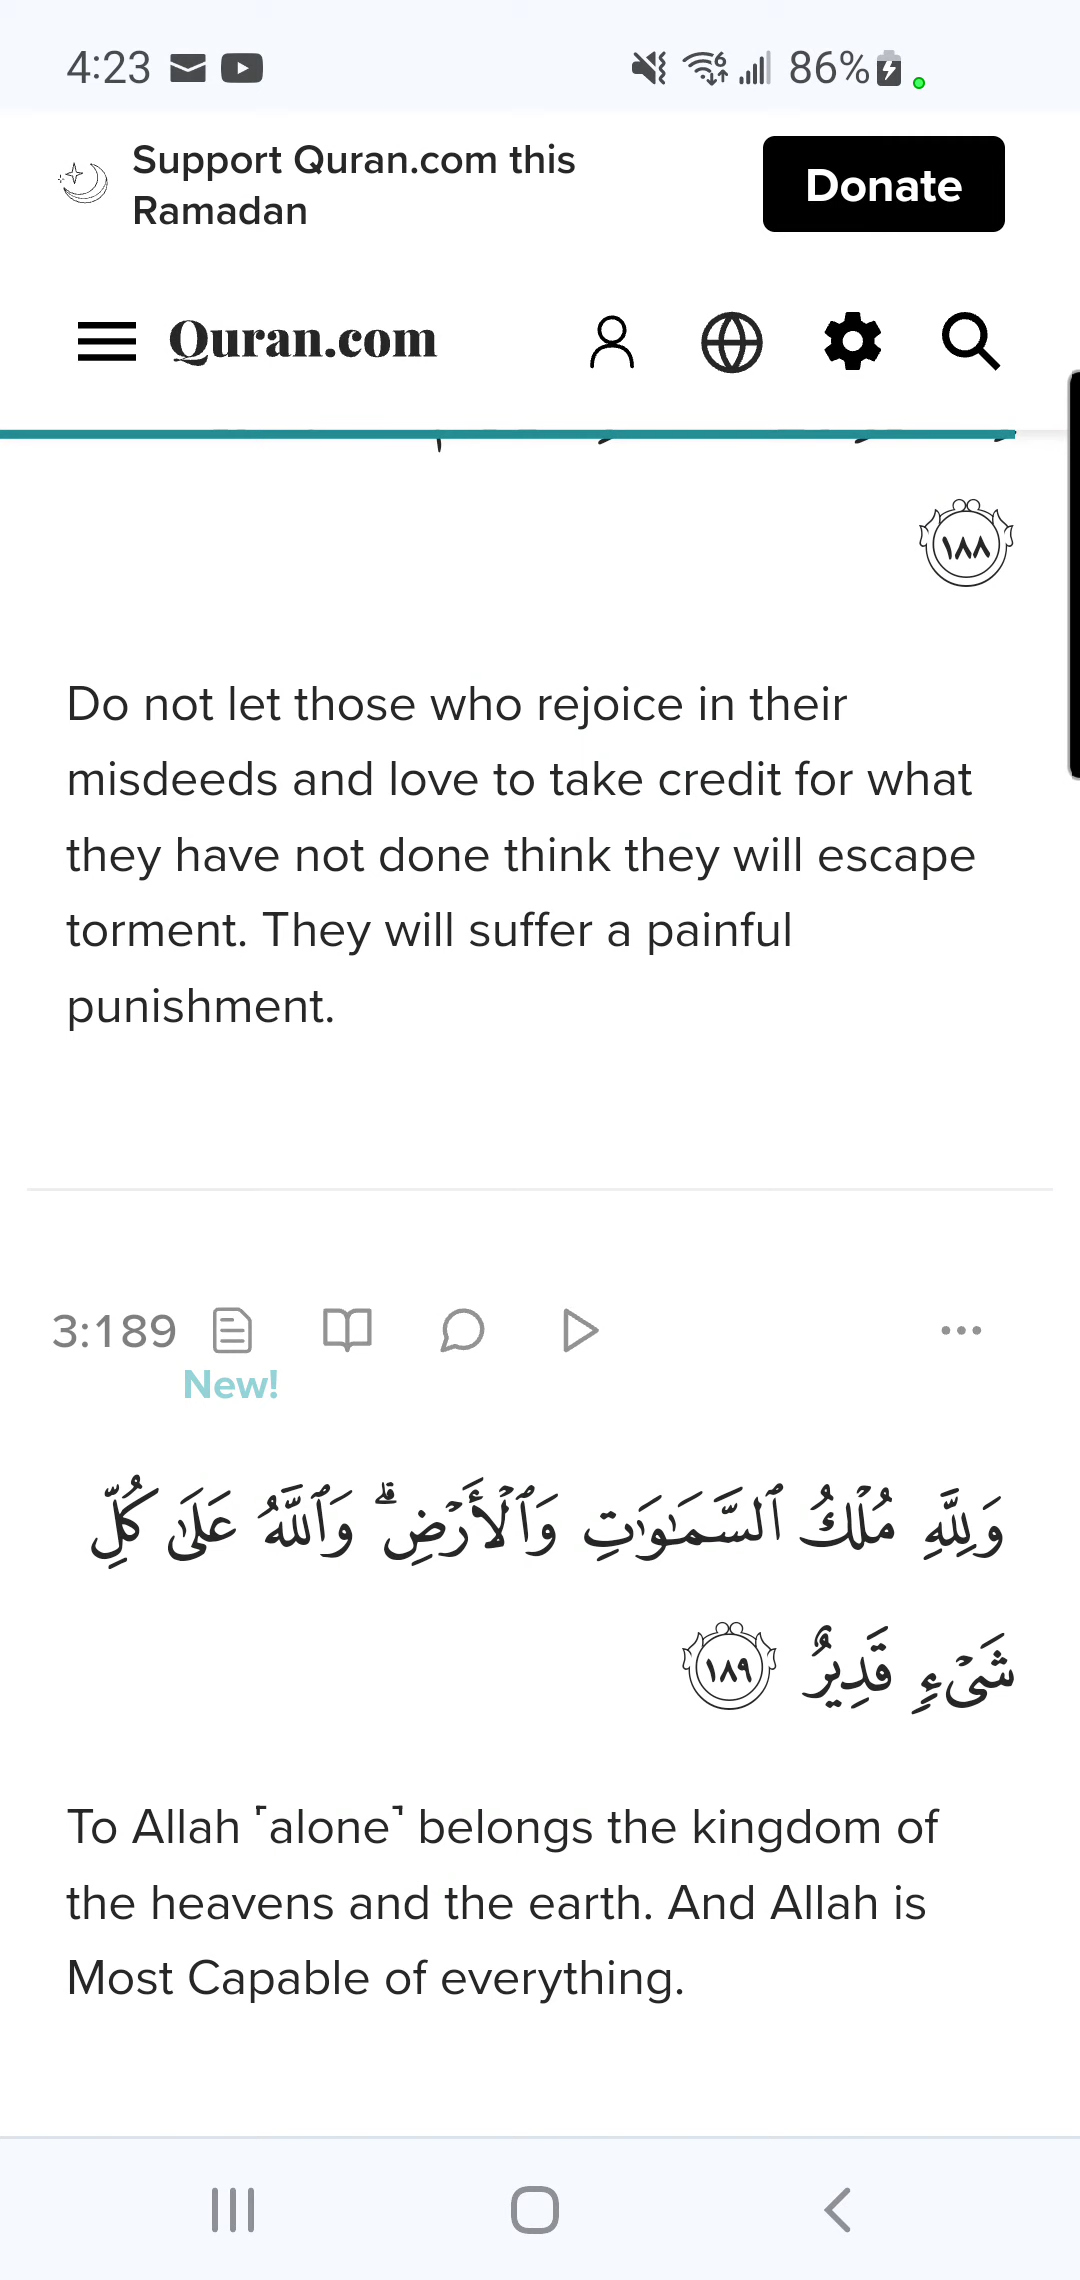 4:23
86%
Support Quran.com this
Ramadan
Donate
Quran.com
١٨٨
Do not let those who rejoice in their
misdeeds and love to take credit for what
they have not done think they will escape
torment. They will suffer a painful
punishment.
3:189
New!
وَلِلَّهِ مُلْكُ ٱلسَّمَـٰوَٰتِ وَٱلْأَرْضِ ۗ وَٱللَّهُ عَلَىٰ كُلِّ
شَىْءٍ قَدِيرٌ ١٨٩
To Allah ˹alone˺ belongs the kingdom of
the heavens and the earth. And Allah is
Most Capable of everything.